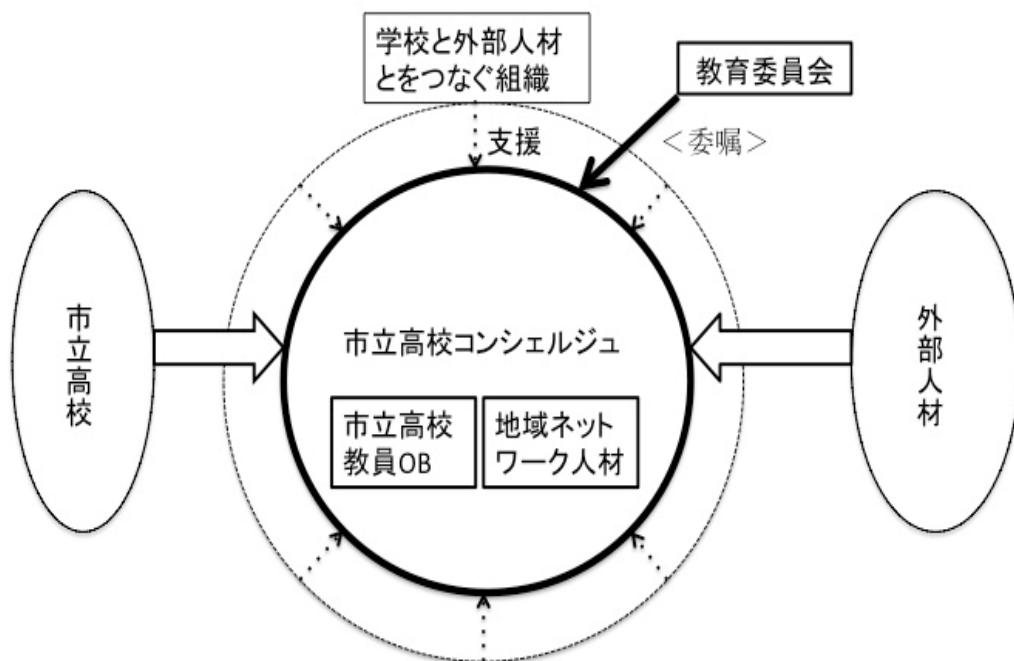 学校と外部人材
とをつなぐ組織
教育委員会
支援
＜委嘱＞
市立高校
外部人材
市立高校コンシェルジュ
市立高校
教員OB
地域ネット
ワーク人材